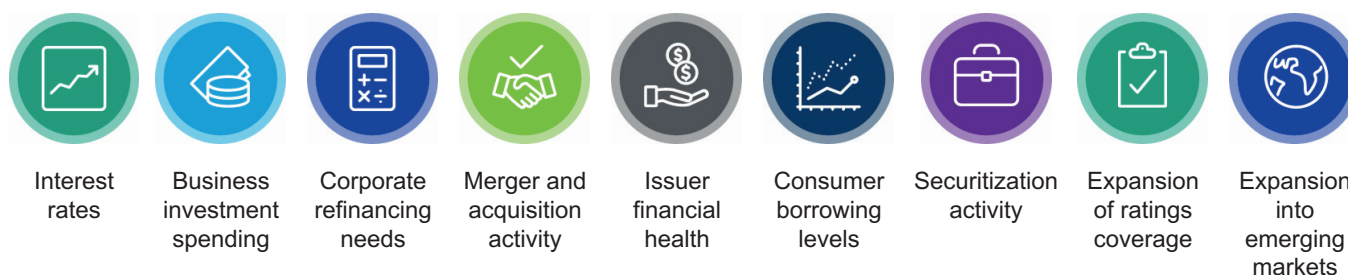 Interest
rates
Business
investment
spending
Corporate
refinancing
needs
Merger and
acquisition
activity
Issuer
financial
health
Consumer
borrowing
levels
Securitization
activity
Expansion
of ratings
coverage
Expansion
into
emerging
markets